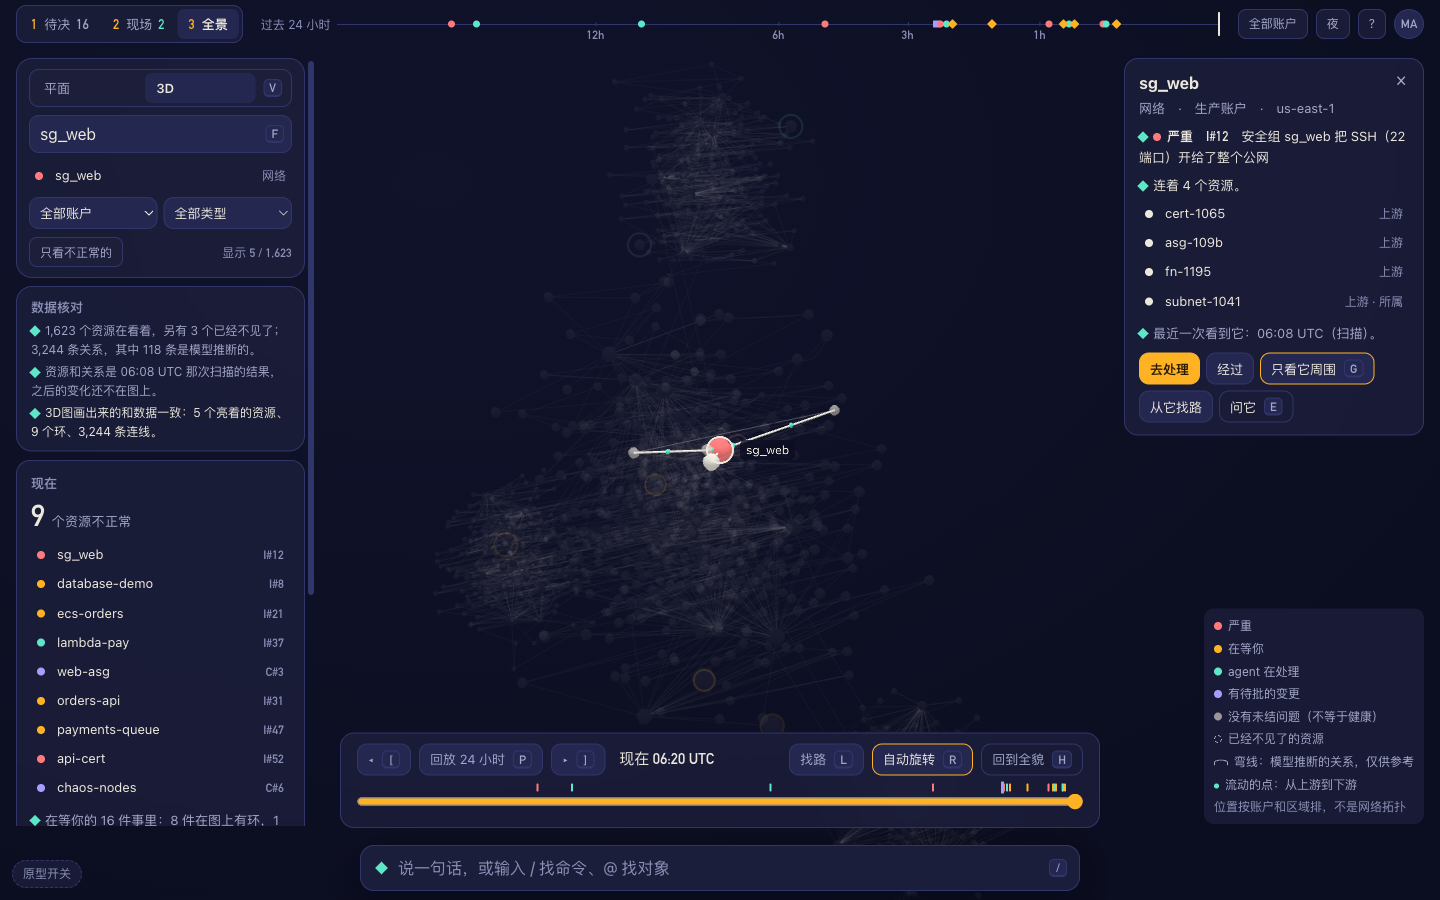 1 待决 16 2 现场 2 3 全景
过去 24 小时
12h 6h 3h 1h
全部账户 夜 ? MA
平面 3D V
sg_web F
sg_web 网络
全部账户 全部类型
只看不正常的 显示 5 / 1,623
数据核对
1,623 个资源在看着，另有 3 个已经不见了；
3,244 条关系，其中 118 条是模型推断的。
资源和关系是 06:08 UTC 那次扫描的结果，
之后的变化还不在图上。
3D图画出来的和数据一致：5 个亮着的资源、
9 个环、3,244 条连线。
现在
9 个资源不正常
sg_web I#12
database-demo I#8
ecs-orders I#21
lambda-pay I#37
web-asg C#3
orders-api I#31
payments-queue I#47
api-cert I#52
chaos-nodes C#6
在等你的 16 件事里：8 件在图上有环，1
原型开关
sg_web
sg_web ×
网络 · 生产账户 · us-east-1
严重 I#12 安全组 sg_web 把 SSH（22
端口）开给了整个公网
连着 4 个资源。
cert-1065 上游
asg-109b 上游
fn-1195 上游
subnet-1041 上游 · 所属
最近一次看到它：06:08 UTC（扫描）。
去处理 经过 只看它周围 G
从它找路 问它 E
严重
在等你
agent 在处理
有待批的变更
没有未结问题（不等于健康）
已经不见了的资源
弯线：模型推断的关系，仅供参考
流动的点：从上游到下游
位置按账户和区域排，不是网络拓扑
[ 回放 24 小时 P ] 现在 06:20 UTC 找路 L 自动旋转 R 回到全貌 H
说一句话，或输入 / 找命令、@ 找对象 /